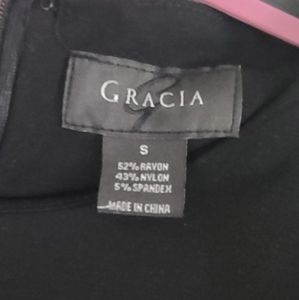 GRACIA
S
52% RAYON
43% NYLON
5% SPANDEX
MADE IN CHINA